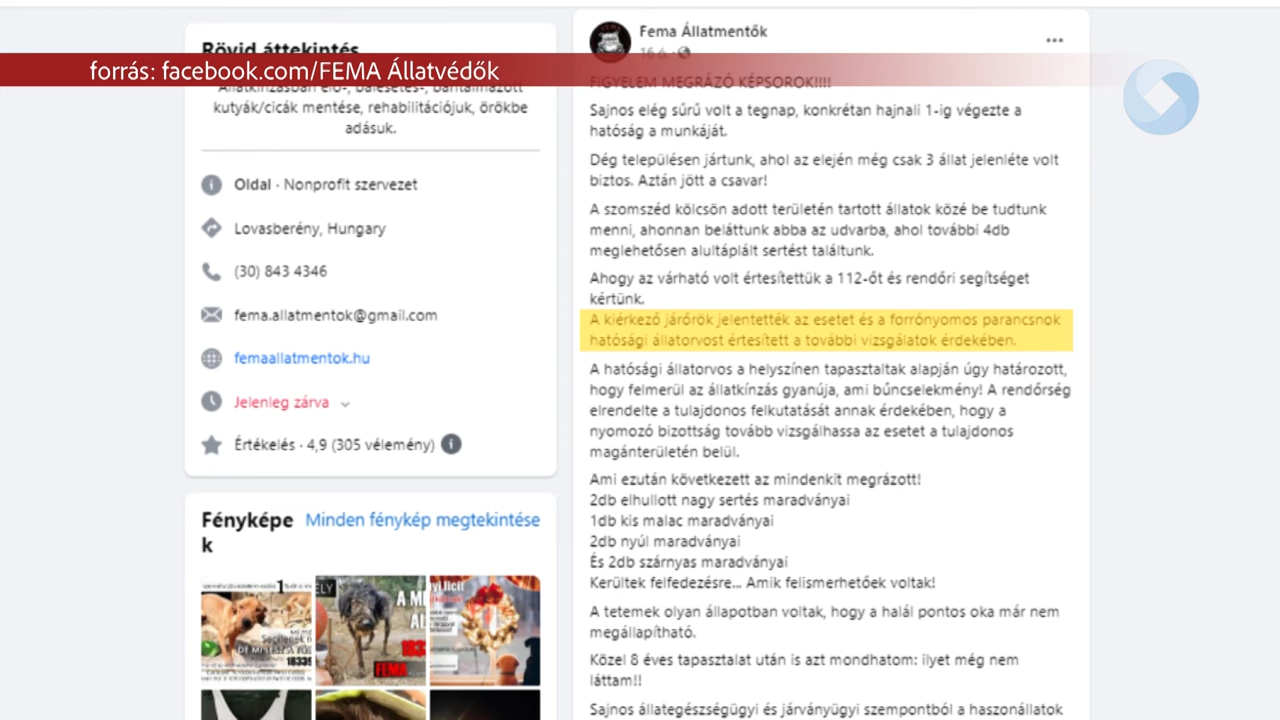 forrás: facebook.com/FEMA Állatvédők
Rövid áttekintés
Állatkínzásban élő-, balesetes-, bántalmazott
kutyák/cicák mentése, rehabilitációjuk, örökbe
adásuk.
Oldal · Nonprofit szervezet
Lovasberény, Hungary
(30) 843 4346
fema.allatmentok@gmail.com
femaallatmentok.hu
Jelenleg zárva
Értékelés · 4,9 (305 vélemény)
Fényképe
k
Minden fénykép megtekintése
FEMA
Fema Állatmentők
16 ó.
FIGYELEM MEGRÁZÓ KÉPSOROK!!!!
Sajnos elég sűrű volt a tegnap, konkrétan hajnali 1-ig végezte a
hatóság a munkáját.
Dég településen jártunk, ahol az elején még csak 3 állat jelenléte volt
biztos. Aztán jött a csavar!
A szomszéd kölcsön adott területén tartott állatok közé be tudtunk
menni, ahonnan beláttunk abba az udvarba, ahol további 4db
meglehetősen alultáplált sertést találtunk.
Ahogy az várható volt értesítettük a 112-őt és rendőri segítséget
kértünk.
A kiérkező járőrök jelentették az esetet és a forrónyomos parancsnok
hatósági állatorvost értesített a további vizsgálatok érdekében.
A hatósági állatorvos a helyszínen tapasztaltak alapján úgy határozott,
hogy felmerül az állatkínzás gyanúja, ami bűncselekmény! A rendőrség
elrendelte a tulajdonos felkutatását annak érdekében, hogy a
nyomozó bizottság tovább vizsgálhassa az esetet a tulajdonos
magánterületén belül.
Ami ezután következett az mindenkit megrázott!
2db elhullott nagy sertés maradványai
1db kis malac maradványai
2db nyúl maradványai
És 2db szárnyas maradványai
Kerültek felfedezésre... Amik felismerhetőek voltak!
A tetemek olyan állapotban voltak, hogy a halál pontos oka már nem
megállapítható.
Közel 8 éves tapasztalat után is azt mondhatom: ilyet még nem
láttam!!
Sajnos állategészségügyi és járványügyi szempontból a haszonállatok